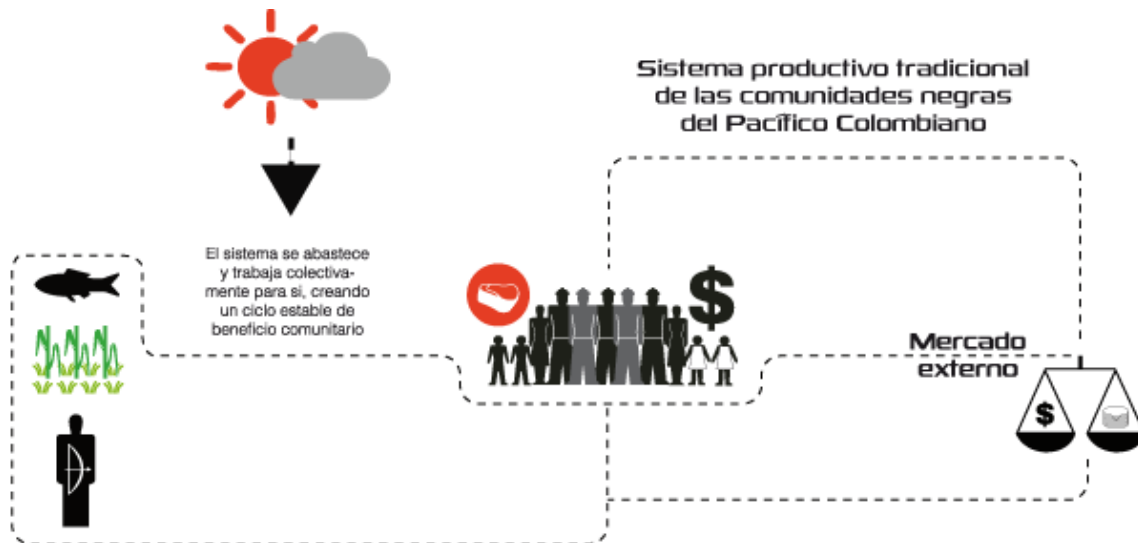 Sistema productivo tradicional
de las comunidades negras
del Pacífico Colombiano
El sistema se abastece
y trabaja colectiva-
mente para si, creando
un ciclo estable de
beneficio comunitario
$
Mercado
externo
$